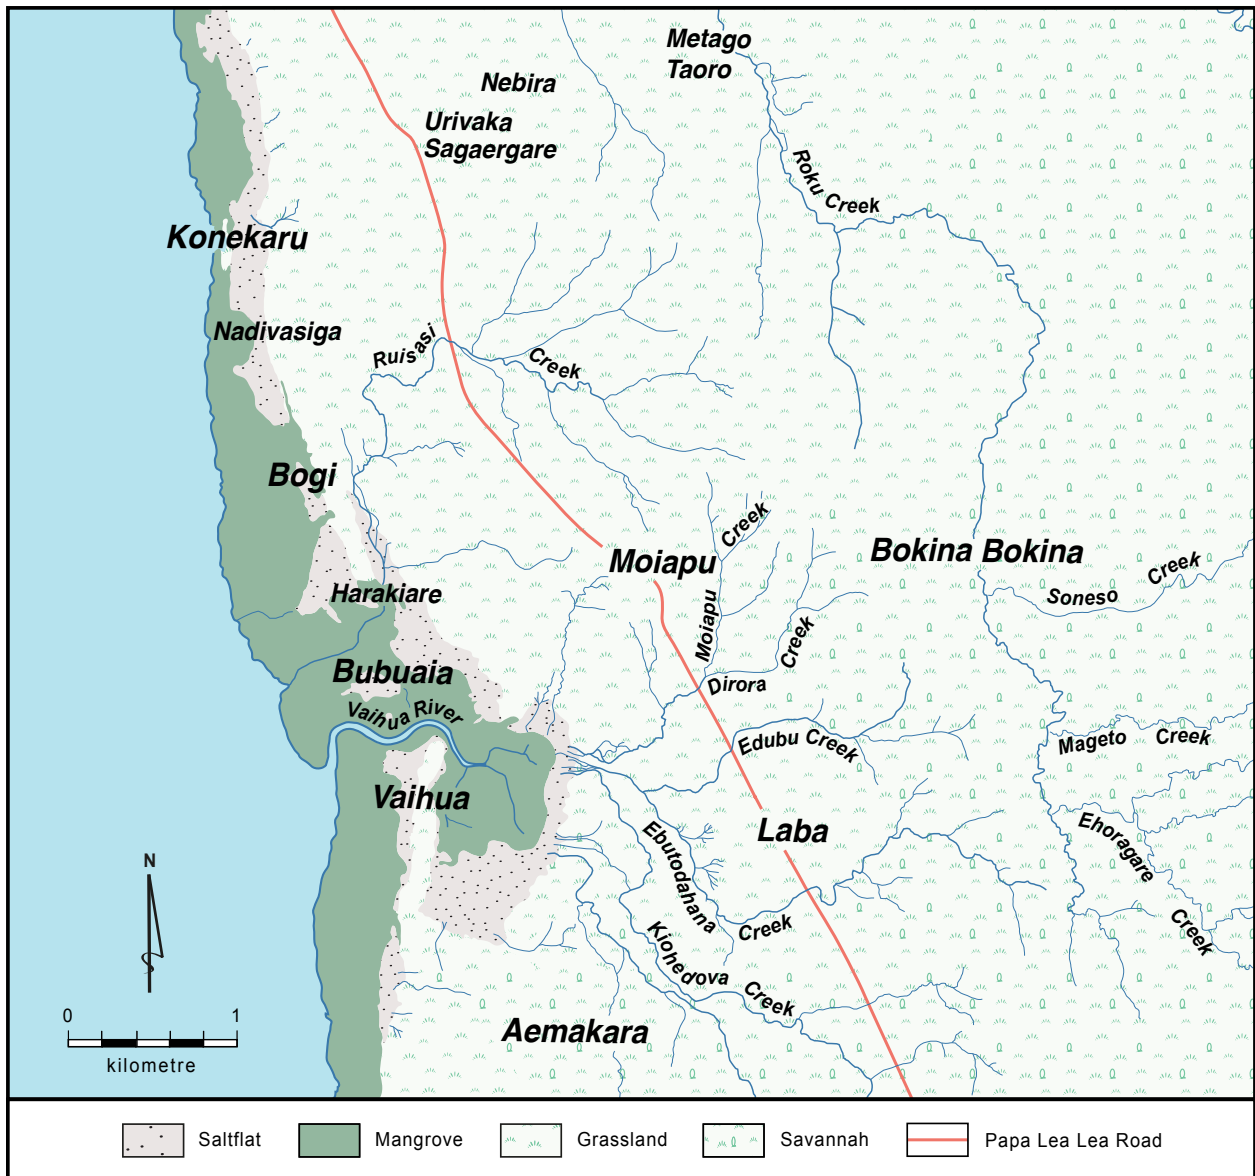 Metago
Taoro
Nebira
Urivaka
Sagaergare
Roku Creek
Konekaru
Nadivasiga
Ruisasi Creek
Bogi
Moiapu Creek
Bokina Bokina
Moiapu
Harakiare
Soneso Creek
Bubuaia
Dirora Creek
Vaihua River
Edubu Creek
Mageto Creek
Vaihua
Laba
Ehoragare Creek
Ebutodahana Creek
Kiohedova Creek
Aemakara
N
0 1
kilometre
Saltflat Mangrove Grassland Savannah Papa Lea Lea Road